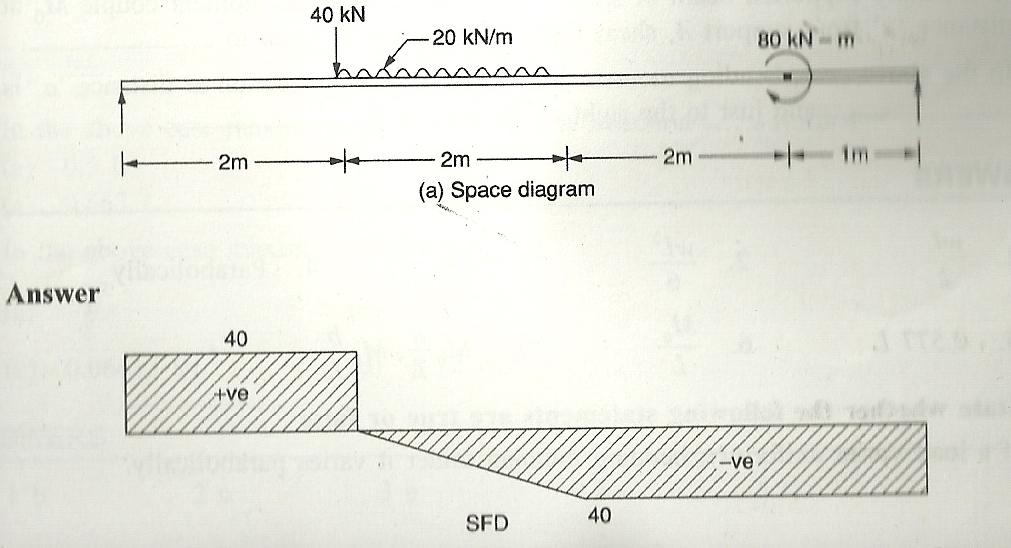 40 kN
20 kN/m
80 kN – m
2m
2m
2m
1m
(a) Space diagram
Answer
40
+ve
–ve
40
SFD